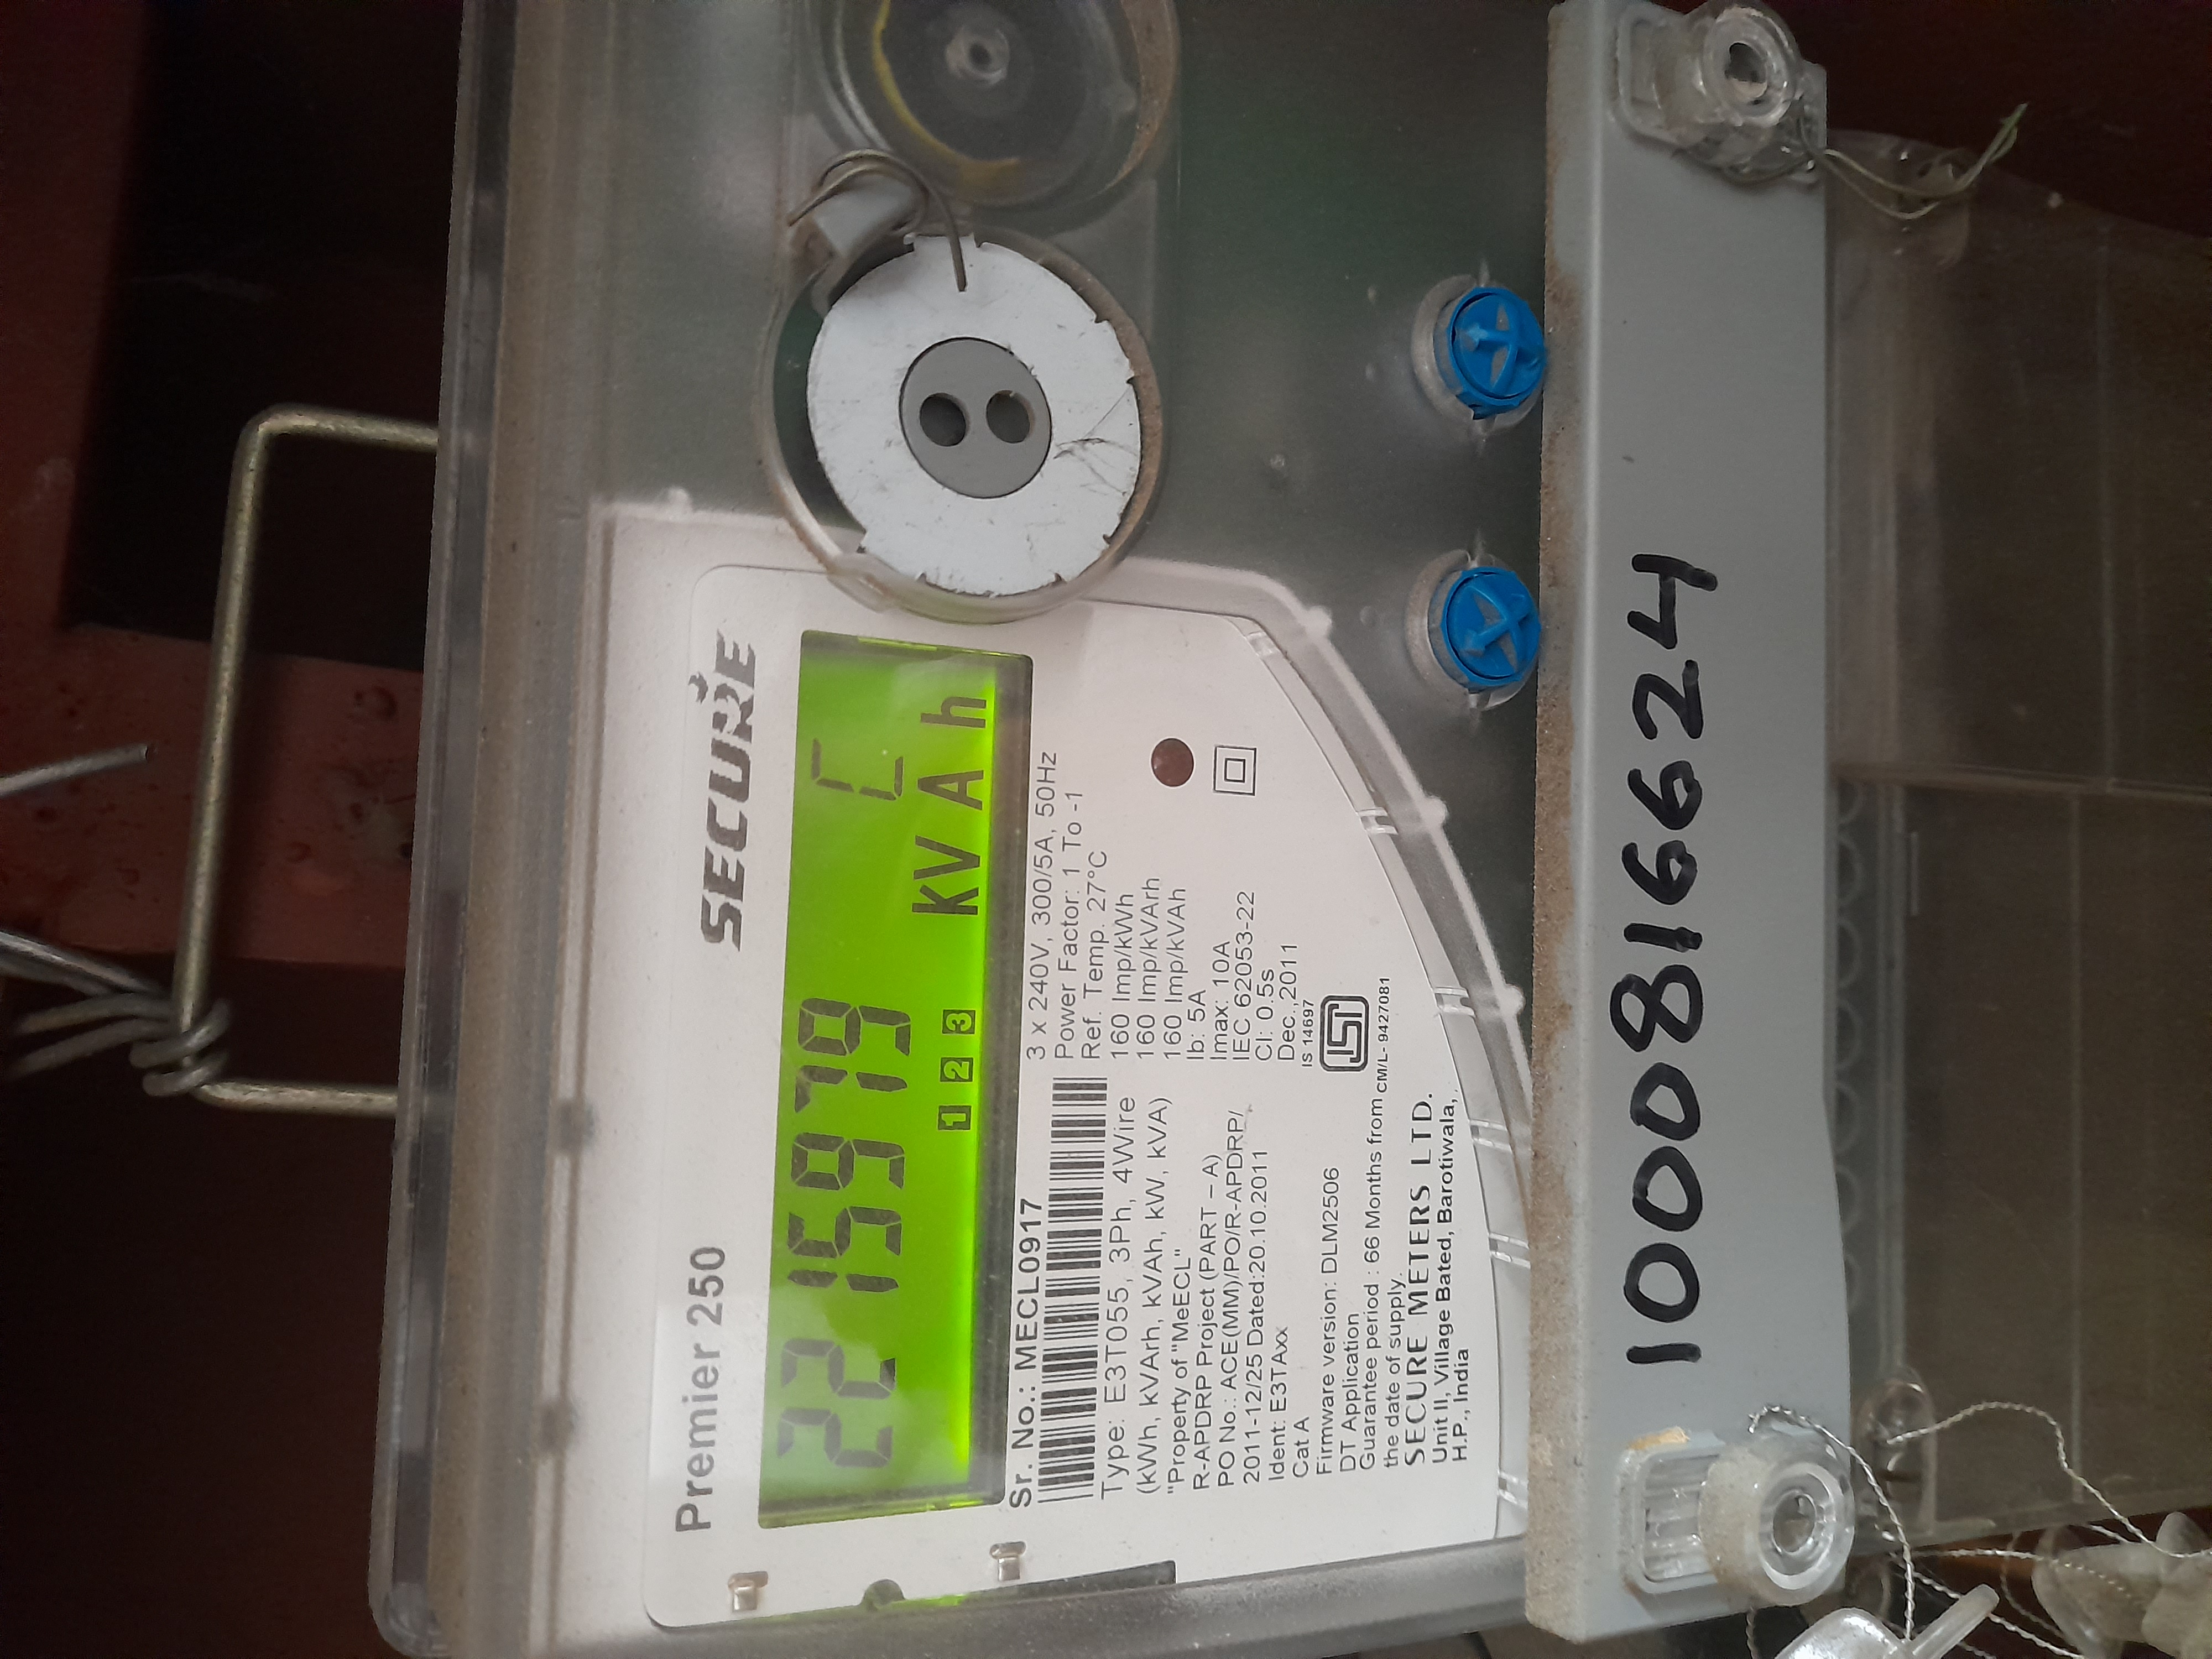 Premier 250
SECURE
2215979 C
1 2 3 kVAh
Sr. No.: MECL0917
Type: E3T055, 3Ph, 4Wire
(kWh, kVArh, kVAh, kW, kVA)
"Property of "MeECL"
R-APDRP Project (PART – A)
PO No.: ACE(MM)/PO/R-APDRP/
2011-12/25 Dated:20.10.2011
Ident: E3TAxx
Cat A
Firmware version: DLM2506
DT Application
Guarantee period : 66 Months from
the date of supply.
SECURE METERS LTD.
Unit II, Village Bated, Barotiwala,
H.P., India
3 x 240V, 300/5A, 50Hz
Power Factor: 1 To -1
Ref. Temp. 27°C
160 Imp/kWh
160 Imp/kVArh
160 Imp/kVAh
Ib: 5A
Imax: 10A
IEC 62053-22
Cl: 0.5s
Dec.,2011
IS 14697
ISI
CM/L- 9427081
1000816624